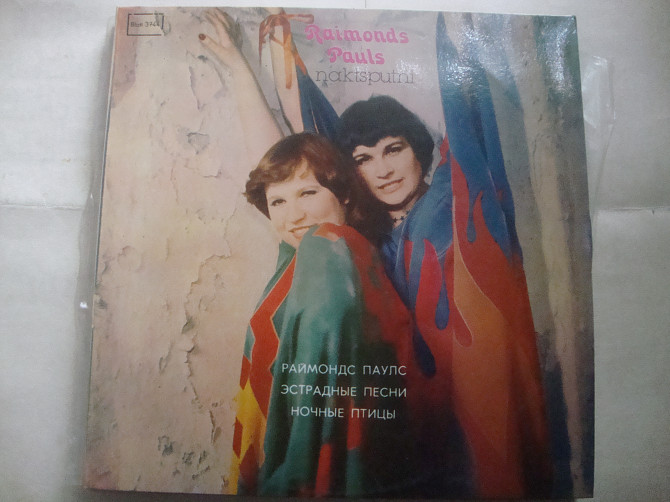 Raimonds
Pauls
naktsputni
РАЙМОНДС ПАУЛС
ЭСТРАДНЫЕ ПЕСНИ
НОЧНЫЕ ПТИЦЫ